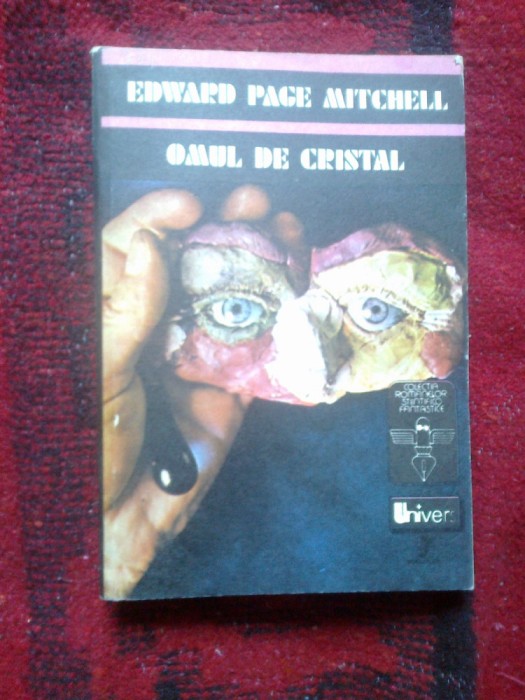 EDWARD PAGE MITCHELL
OMUL DE CRISTAL
COLECȚIA
ROMANELOR
ȘTIINȚIFICO
FANTASTICE
Univers